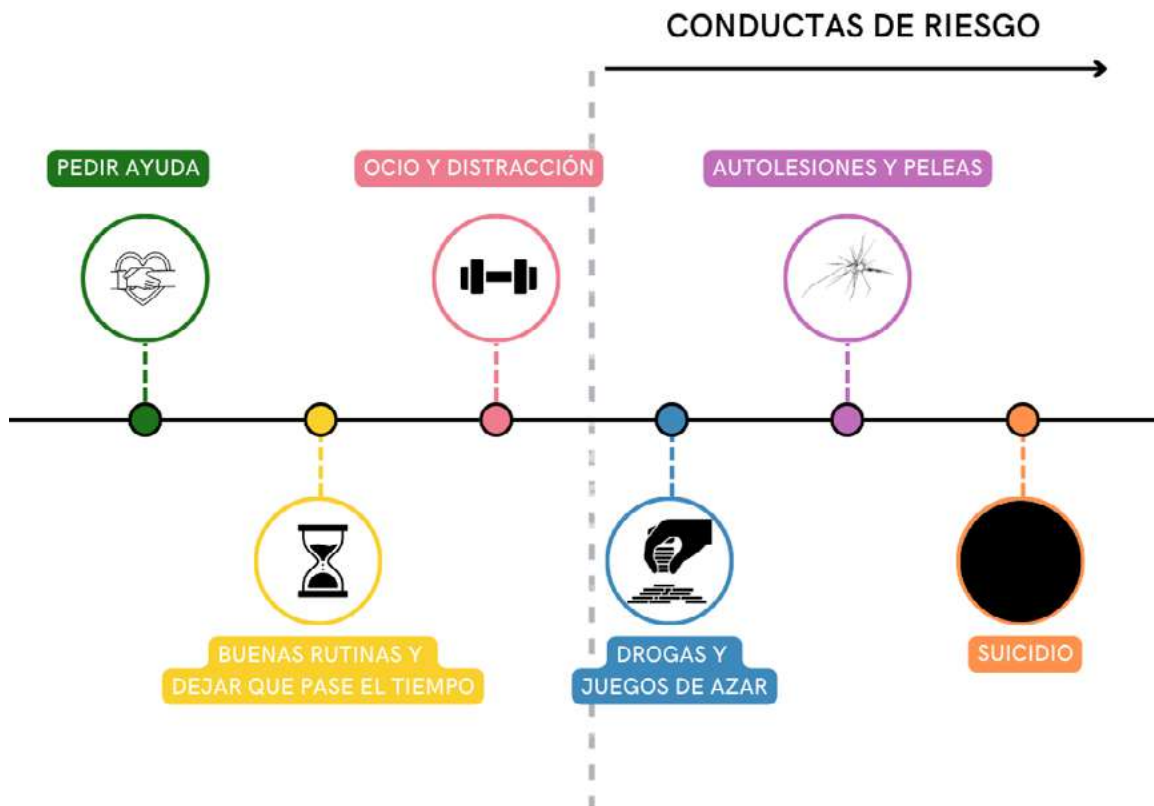 CONDUCTAS DE RIESGO
PEDIR AYUDA
OCIO Y DISTRACCIÓN
AUTOLESIONES Y PELEAS
BUENAS RUTINAS Y
DEJAR QUE PASE EL TIEMPO
DROGAS Y
JUEGOS DE AZAR
SUICIDIO